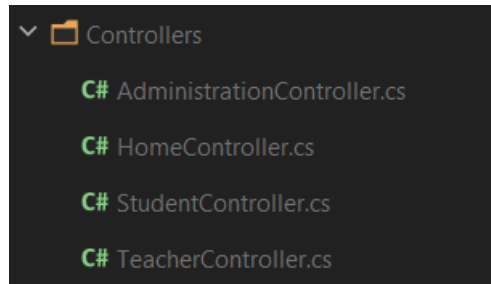 Controllers
C# AdministrationController.cs
C# HomeController.cs
C# StudentController.cs
C# TeacherController.cs